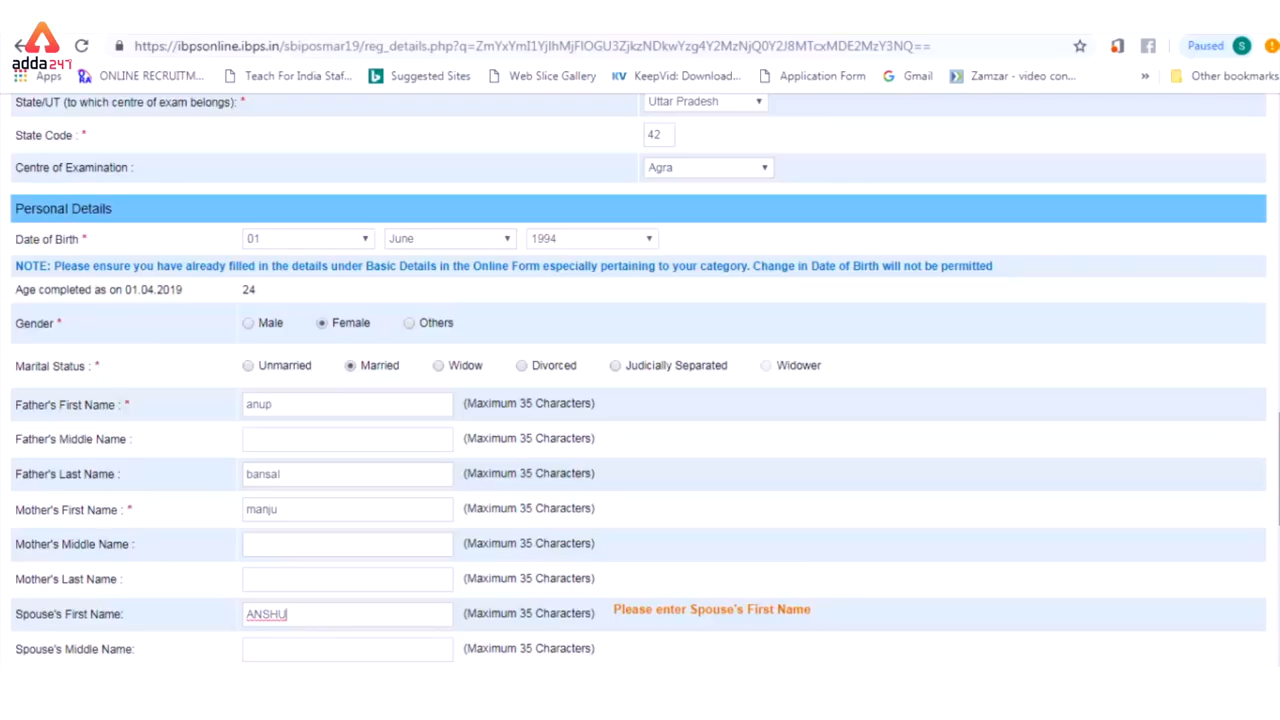 adda247
https://ibpsonline.ibps.in/sbiposmar19/reg_details.php?q=ZmYxYmI1YjlhMjFlOGU3ZjkzNDkwYzg4Y2MzNjQ0Y2J8MTcxMDE2MzY3NQ==
Paused S
Apps ONLINE RECRUITM... Teach For India Staf... Suggested Sites Web Slice Gallery KV KeepVid: Download... Application Form Gmail Zamzar - video con... » Other bookmarks
State/UT (to which centre of exam belongs): * Uttar Pradesh
State Code : * 42
Centre of Examination : Agra
Personal Details
Date of Birth * 01 June 1994
NOTE: Please ensure you have already filled in the details under Basic Details in the Online Form especially pertaining to your category. Change in Date of Birth will not be permitted
Age completed as on 01.04.2019 24
Gender * Male Female Others
Marital Status : * Unmarried Married Widow Divorced Judicially Separated Widower
Father's First Name : * anup (Maximum 35 Characters)
Father's Middle Name : (Maximum 35 Characters)
Father's Last Name : bansal (Maximum 35 Characters)
Mother's First Name : * manju (Maximum 35 Characters)
Mother's Middle Name : (Maximum 35 Characters)
Mother's Last Name : (Maximum 35 Characters)
Spouse's First Name: ANSHU (Maximum 35 Characters) Please enter Spouse's First Name
Spouse's Middle Name: (Maximum 35 Characters)